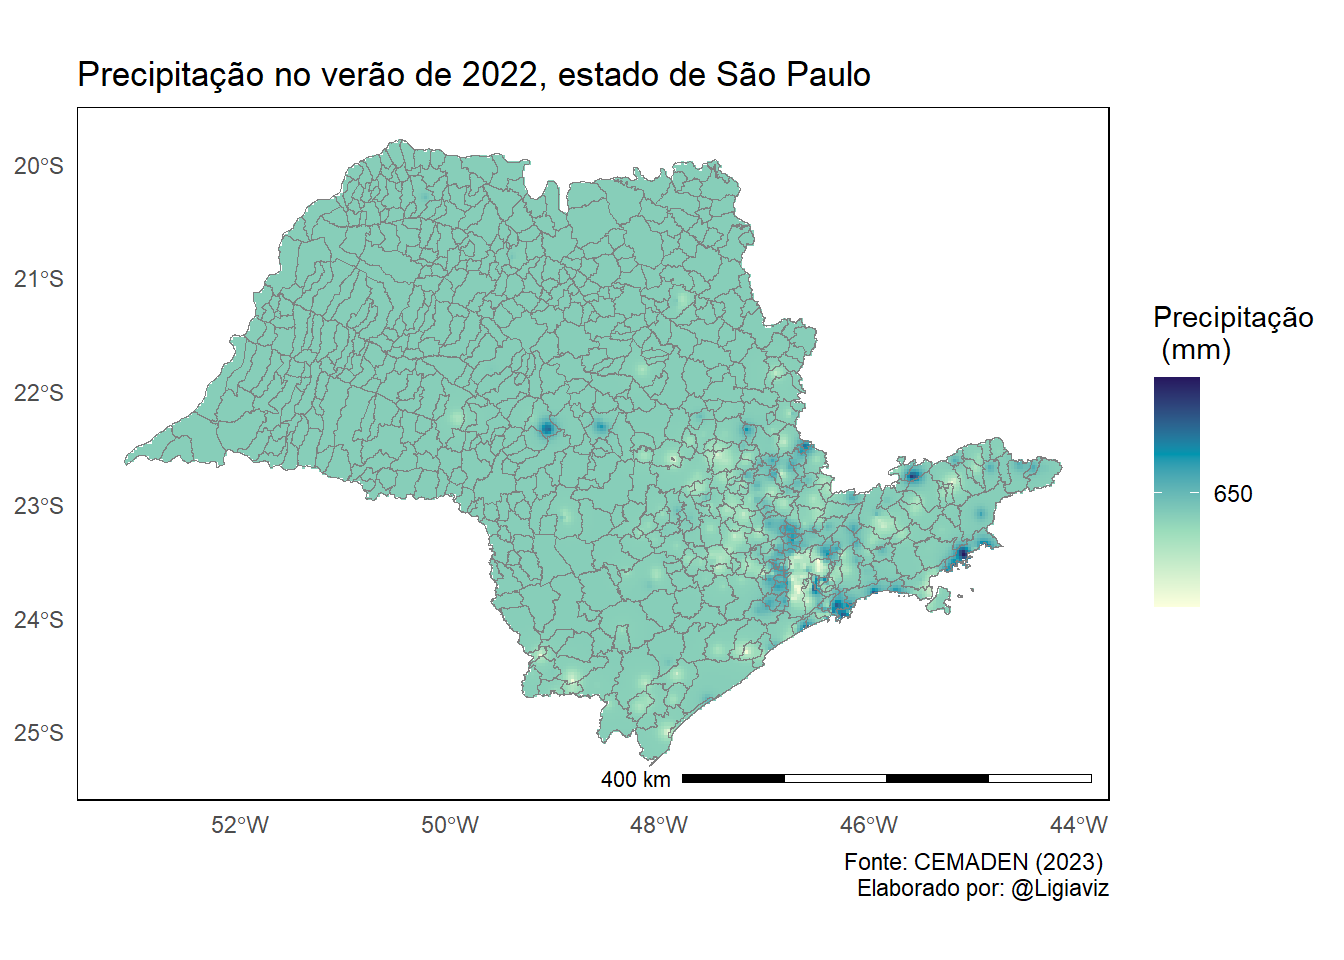 Precipitação no verão de 2022, estado de São Paulo
20°S
21°S
22°S
23°S
24°S
25°S
400 km
52°W
50°W
48°W
46°W
44°W
Precipitação
(mm)
650
Fonte: CEMADEN (2023)
Elaborado por: @Ligiaviz